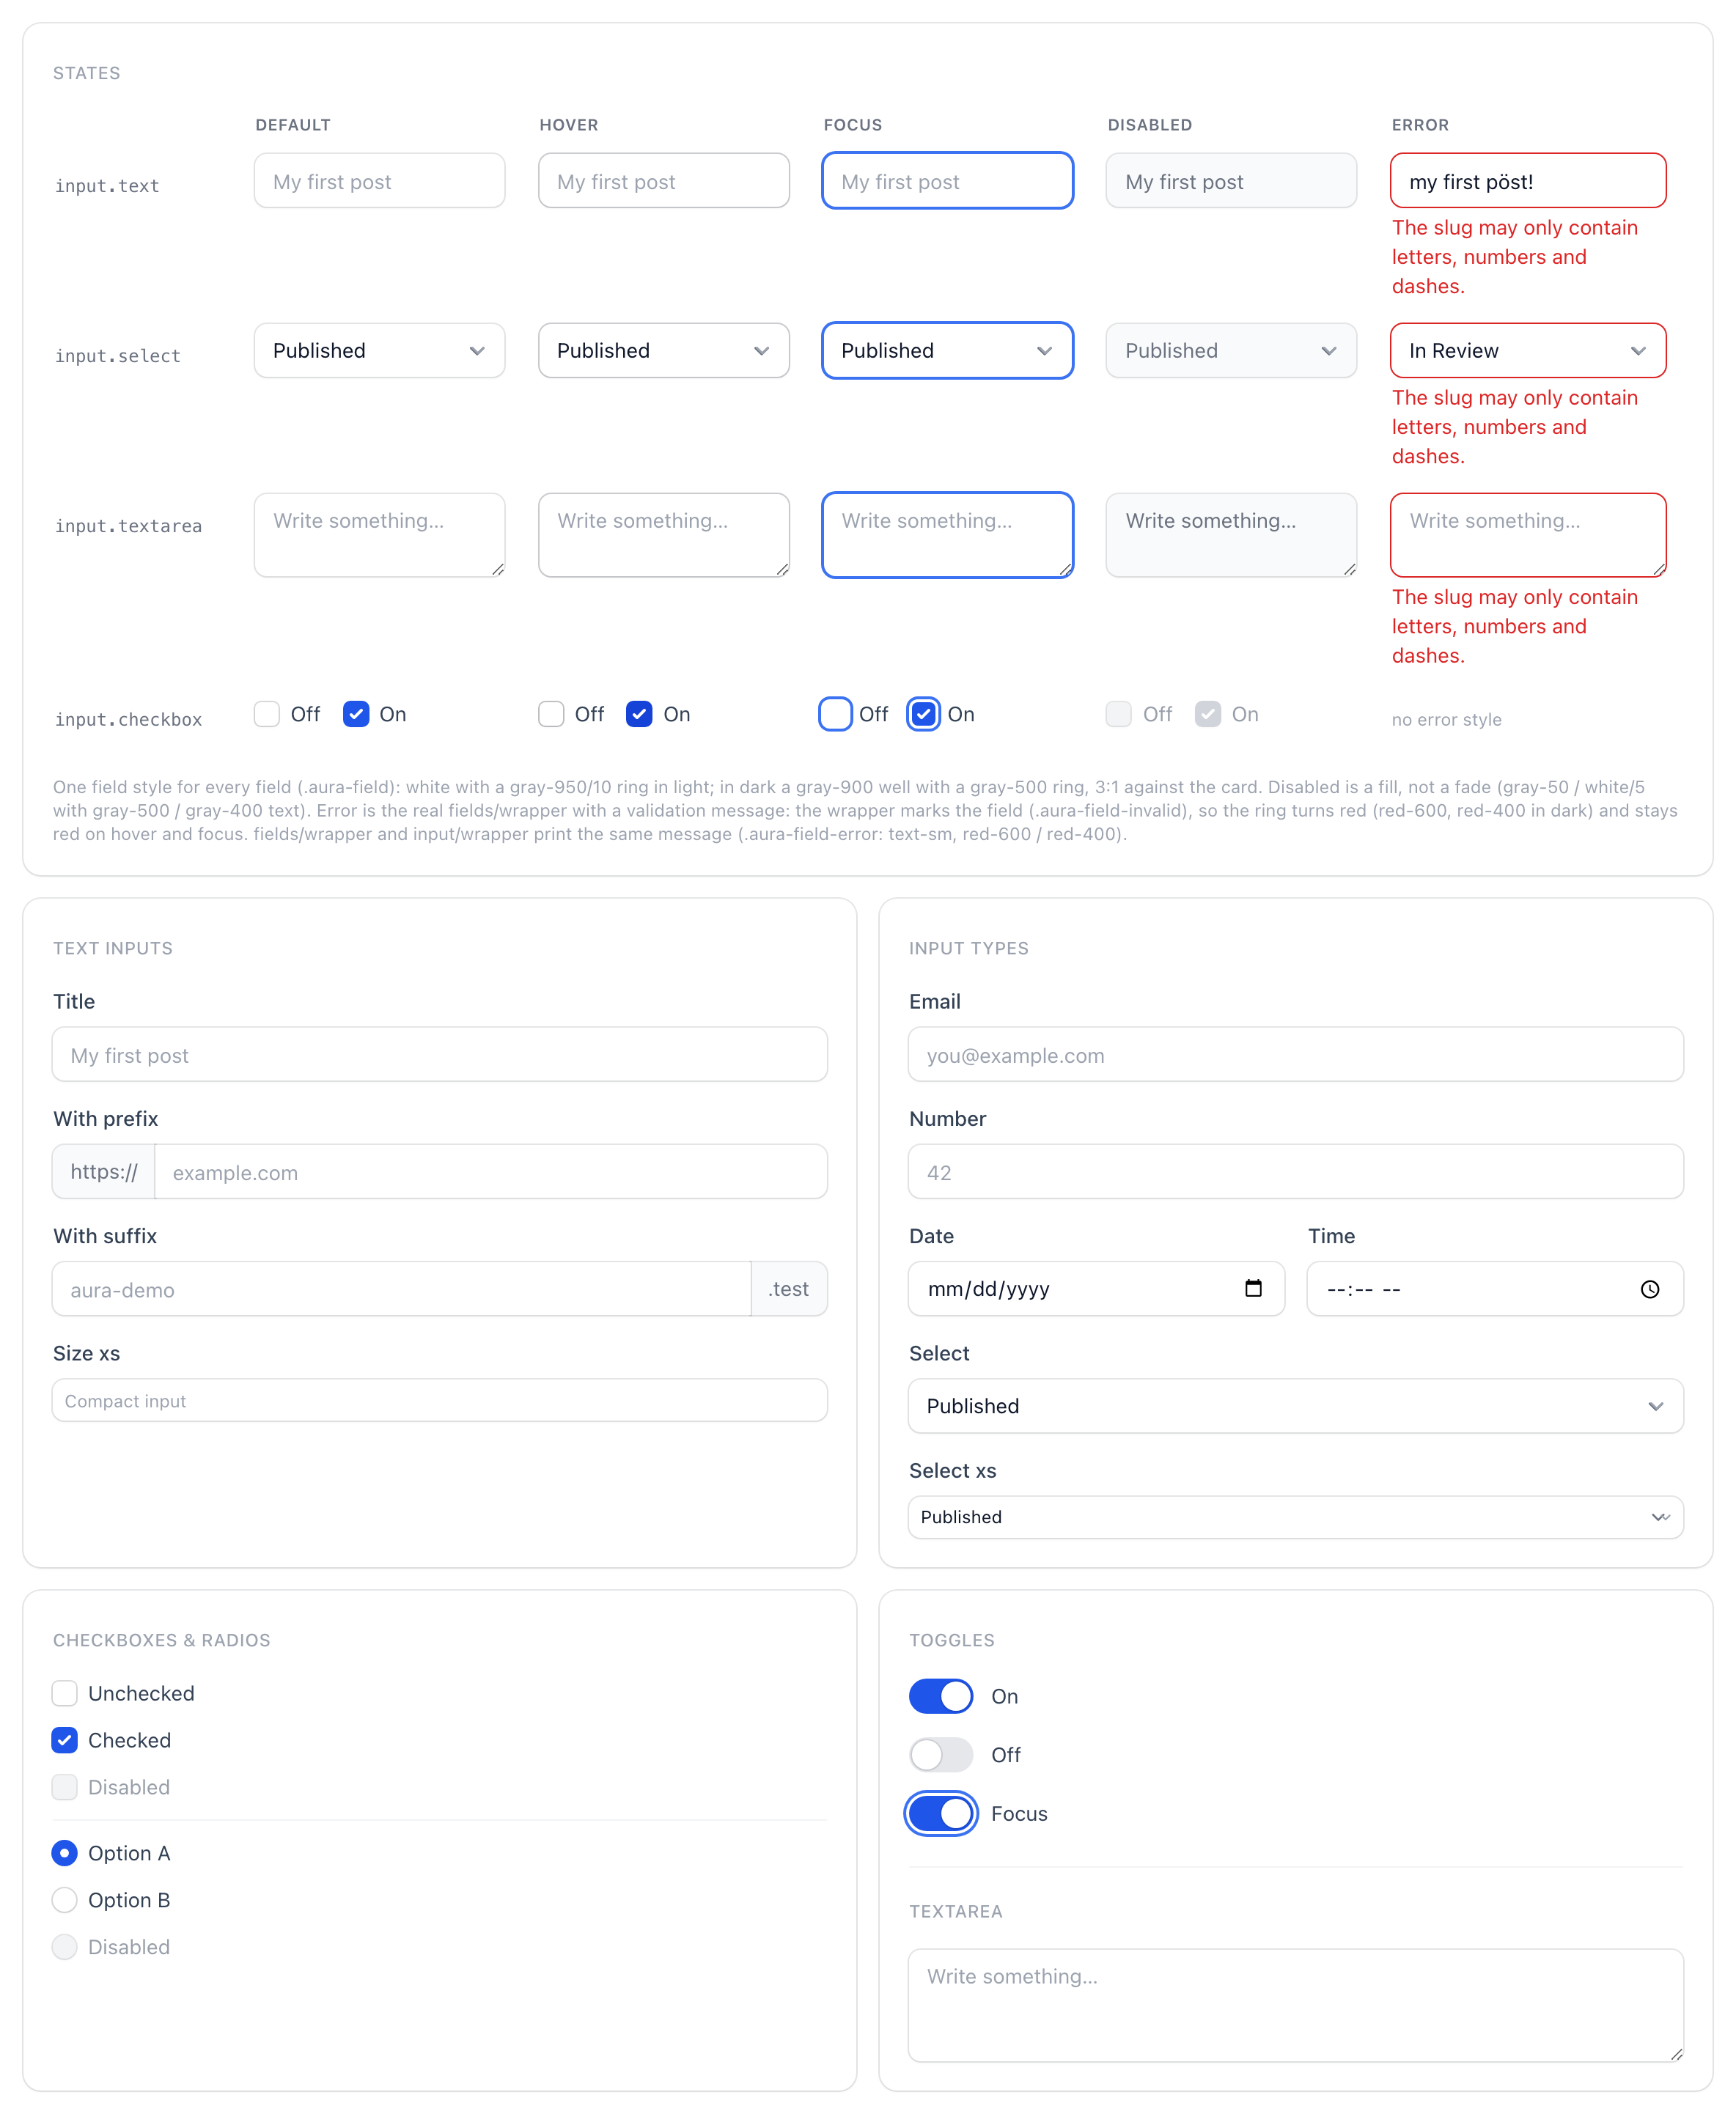 STATES
DEFAULT HOVER FOCUS DISABLED ERROR
input.text My first post My first post My first post My first post my first pöst!
The slug may only contain
letters, numbers and
dashes.
input.select Published Published Published Published In Review
The slug may only contain
letters, numbers and
dashes.
input.textarea Write something... Write something... Write something... Write something... Write something...
The slug may only contain
letters, numbers and
dashes.
input.checkbox Off On Off On Off On Off On no error style
One field style for every field (.aura-field): white with a gray-950/10 ring in light; in dark a gray-900 well with a gray-500 ring, 3:1 against the card. Disabled is a fill, not a fade (gray-50 / white/5
with gray-500 / gray-400 text). Error is the real fields/wrapper with a validation message: the wrapper marks the field (.aura-field-invalid), so the ring turns red (red-600, red-400 in dark) and stays
red on hover and focus. fields/wrapper and input/wrapper print the same message (.aura-field-error: text-sm, red-600 / red-400).
TEXT INPUTS
Title
My first post
With prefix
https:// example.com
With suffix
aura-demo .test
Size xs
Compact input
INPUT TYPES
Email
you@example.com
Number
42
Date Time
mm/dd/yyyy --:-- --
Select
Published
Select xs
Published
CHECKBOXES & RADIOS
Unchecked
Checked
Disabled
Option A
Option B
Disabled
TOGGLES
On
Off
Focus
TEXTAREA
Write something...